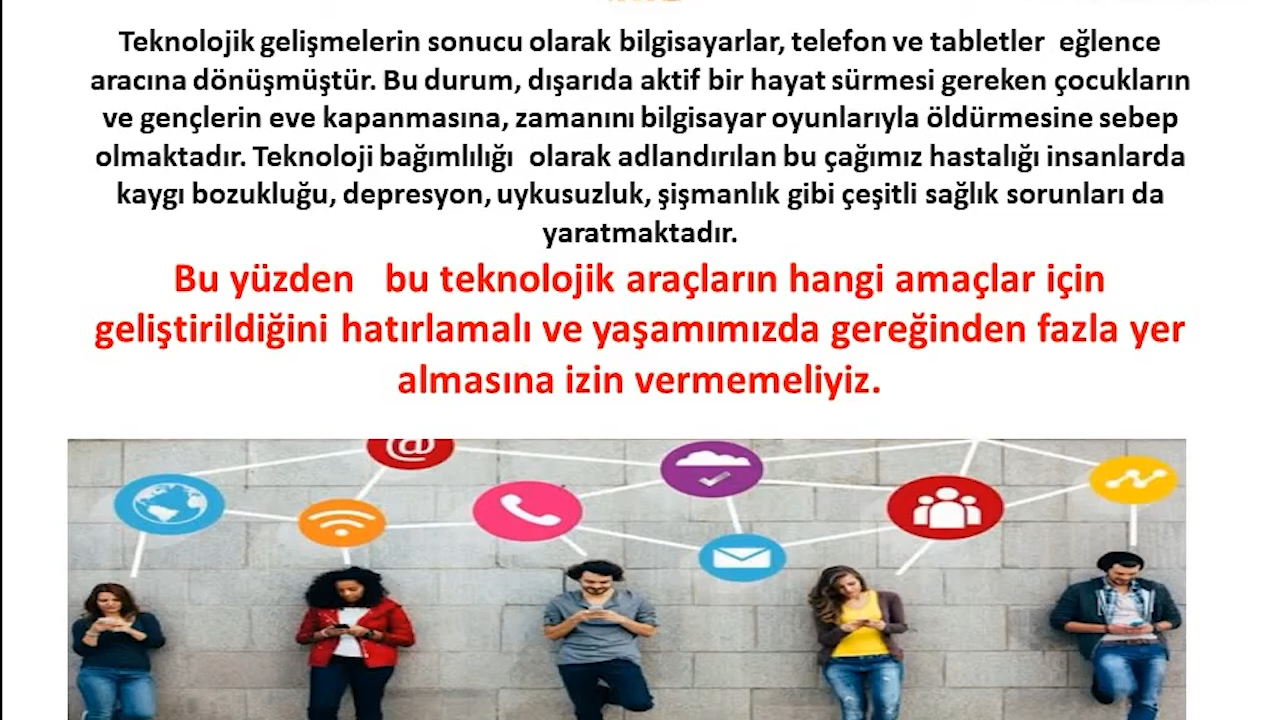 Teknolojik gelişmelerin sonucu olarak bilgisayarlar, telefon ve tabletler eğlence
aracına dönüşmüştür. Bu durum, dışarıda aktif bir hayat sürmesi gereken çocukların
ve gençlerin eve kapanmasına, zamanını bilgisayar oyunlarıyla öldürmesine sebep
olmaktadır. Teknoloji bağımlılığı olarak adlandırılan bu çağımız hastalığı insanlarda
kaygı bozukluğu, depresyon, uykusuzluk, şişmanlık gibi çeşitli sağlık sorunları da
yaratmaktadır.
Bu yüzden bu teknolojik araçların hangi amaçlar için
geliştirildiğini hatırlamalı ve yaşamımızda gereğinden fazla yer
almasına izin vermemeliyiz.
@